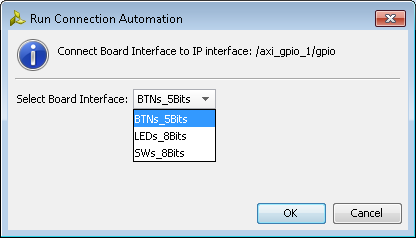 Run Connection Automation
Connect Board Interface to IP interface: /axi_gpio_1/gpio
Select Board Interface: BTNs_5Bits
BTNs_5Bits
LEDs_8Bits
SWs_8Bits
OK Cancel